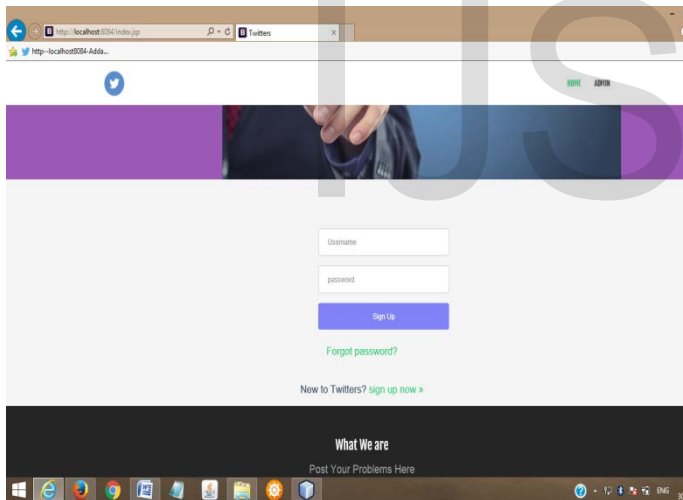 http://localhost:8084/index.jsp
Twitters
http--localhost8084-Adda...
HOME ADMIN
Username
password
Sign Up
Forgot password?
New to Twitters? sign up now »
What We are
Post Your Problems Here
ENG
IJS